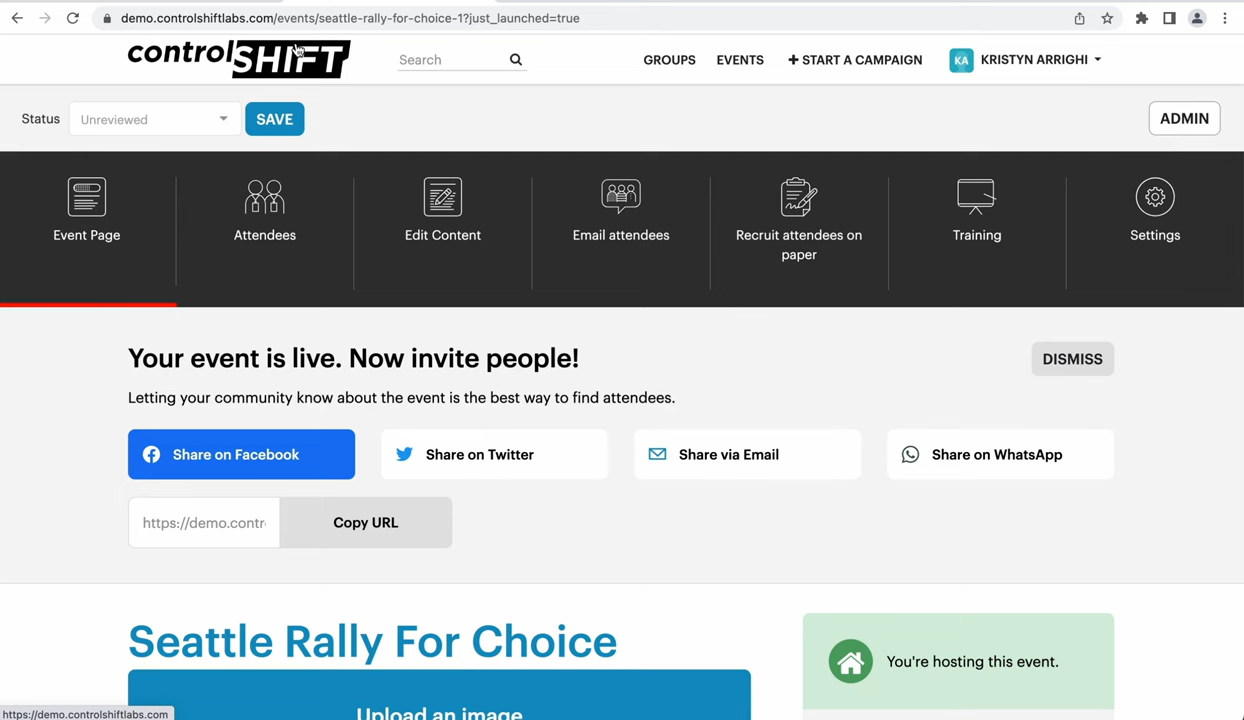 demo.controlshiftlabs.com/events/seattle-rally-for-choice-1?just_launched=true
controlSHIFT
Search
GROUPS
EVENTS
+ START A CAMPAIGN
KA
KRISTYN ARRIGHI
Status
Unreviewed
SAVE
ADMIN
Event Page
Attendees
Edit Content
Email attendees
Recruit attendees on
paper
Training
Settings
Your event is live. Now invite people!
DISMISS
Letting your community know about the event is the best way to find attendees.
Share on Facebook
Share on Twitter
Share via Email
Share on WhatsApp
https://demo.contr
Copy URL
Seattle Rally For Choice
You're hosting this event.
Upload an image
https://demo.controlshiftlabs.com